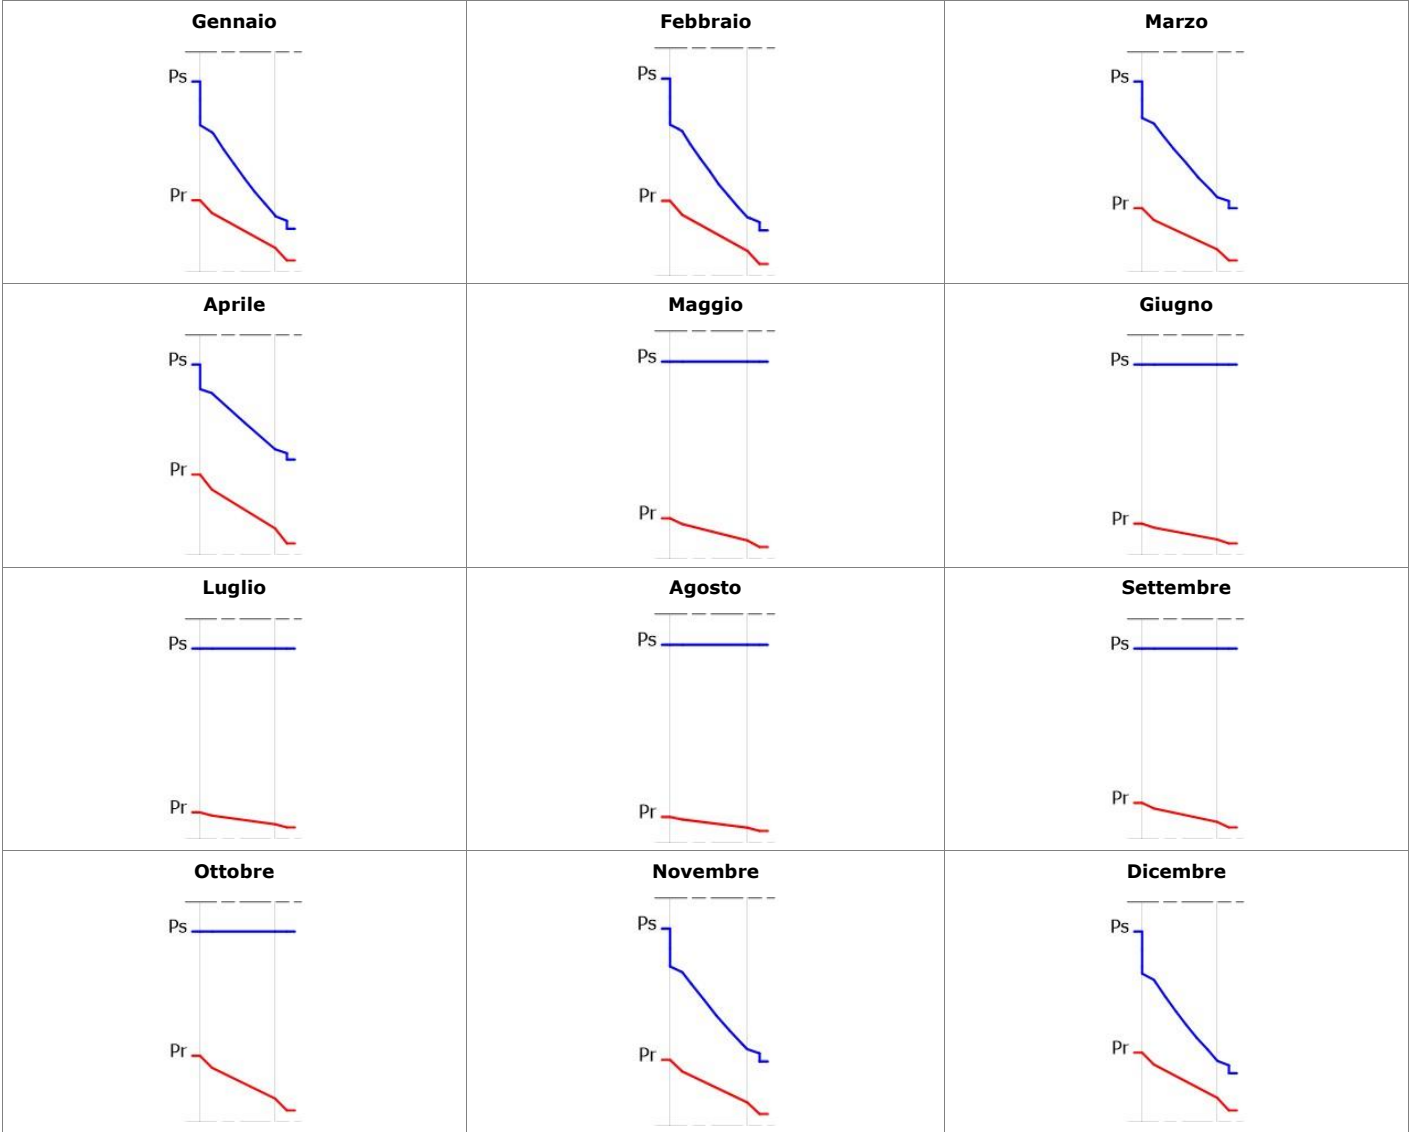 Gennaio
Febbraio
Marzo
Ps
Ps
Ps
Pr
Pr
Pr
Aprile
Maggio
Giugno
Ps
Ps
Ps
Pr
Pr
Pr
Luglio
Agosto
Settembre
Ps
Ps
Ps
Pr
Pr
Pr
Ottobre
Novembre
Dicembre
Ps
Ps
Ps
Pr
Pr
Pr